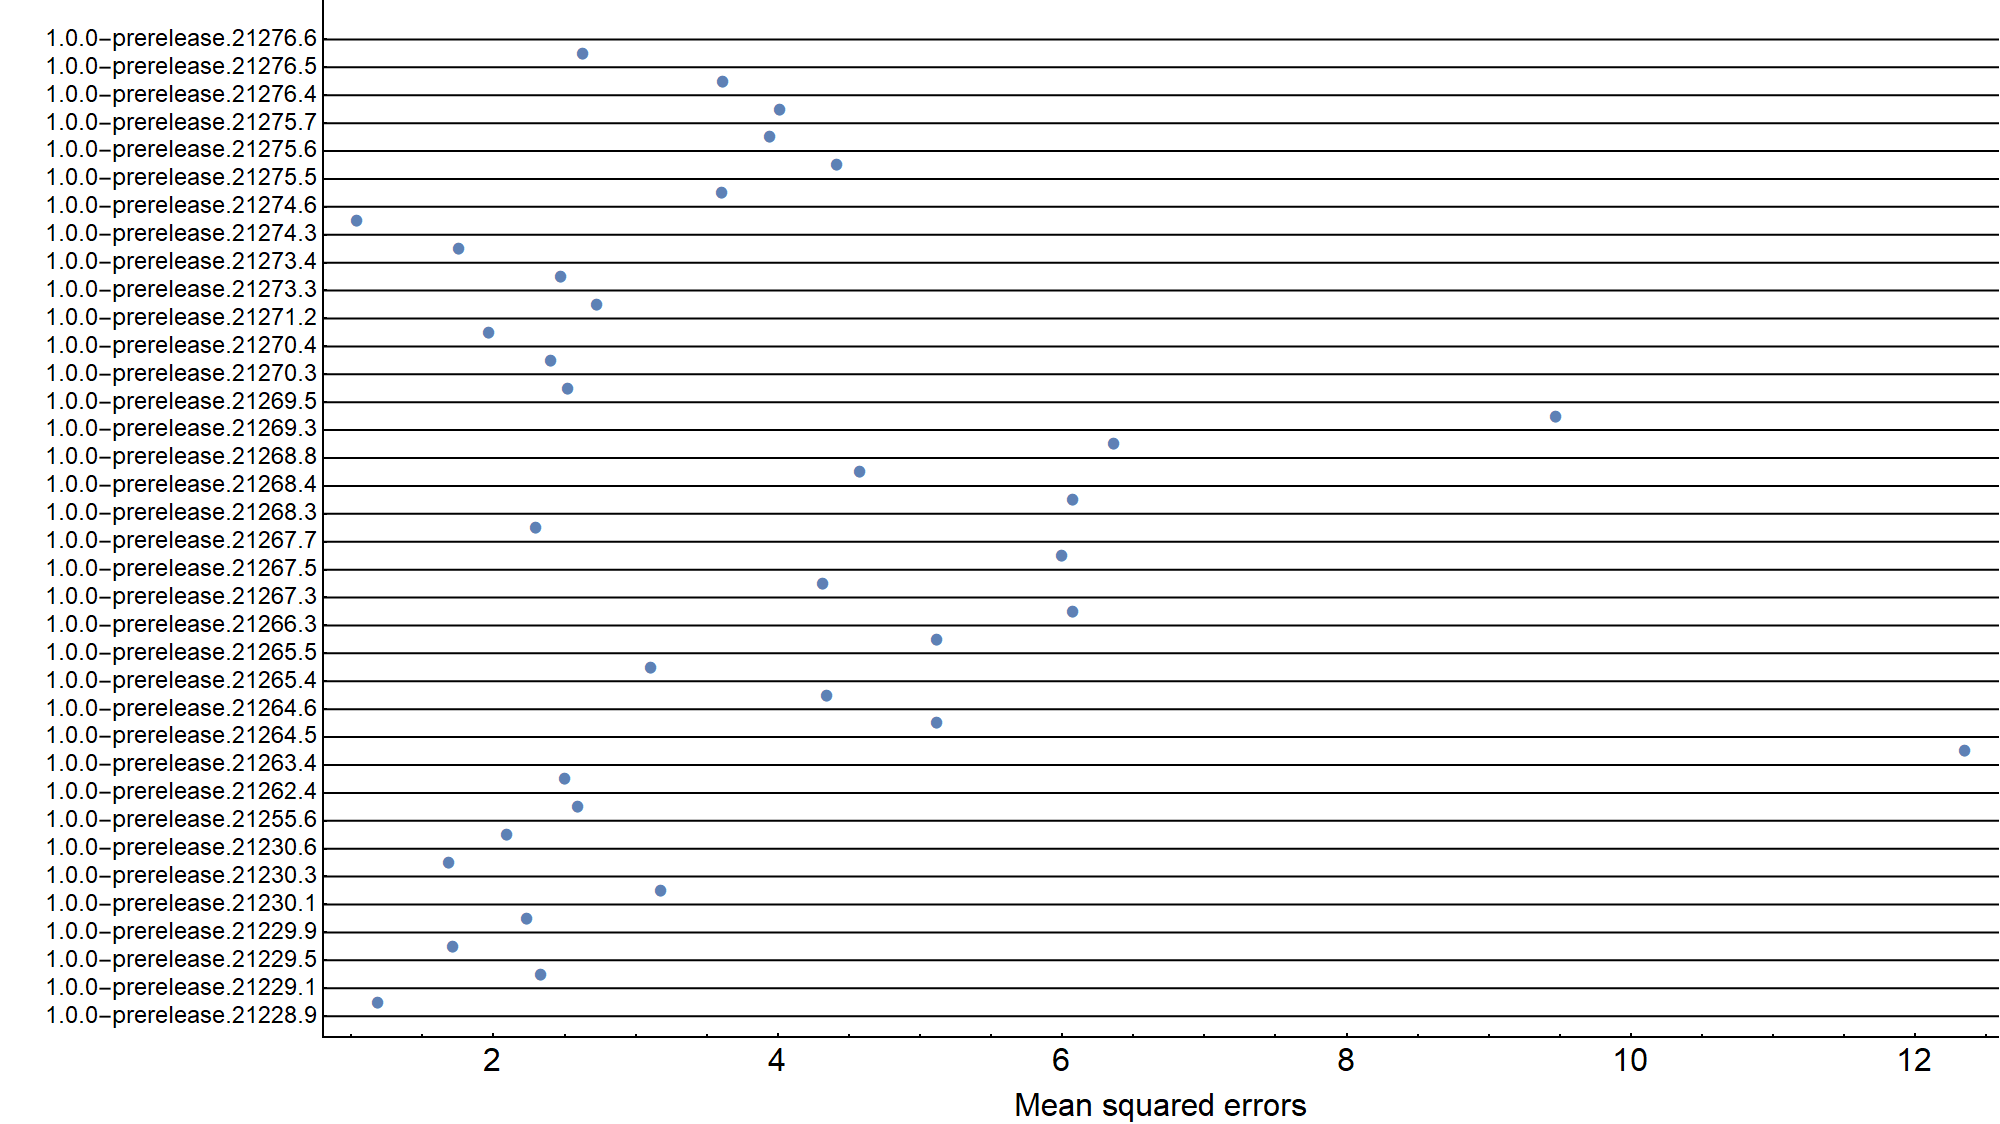 1.0.0−prerelease.21276.6
1.0.0−prerelease.21276.5
1.0.0−prerelease.21276.4
1.0.0−prerelease.21275.7
1.0.0−prerelease.21275.6
1.0.0−prerelease.21275.5
1.0.0−prerelease.21274.6
1.0.0−prerelease.21274.3
1.0.0−prerelease.21273.4
1.0.0−prerelease.21273.3
1.0.0−prerelease.21271.2
1.0.0−prerelease.21270.4
1.0.0−prerelease.21270.3
1.0.0−prerelease.21269.5
1.0.0−prerelease.21269.3
1.0.0−prerelease.21268.8
1.0.0−prerelease.21268.4
1.0.0−prerelease.21268.3
1.0.0−prerelease.21267.7
1.0.0−prerelease.21267.5
1.0.0−prerelease.21267.3
1.0.0−prerelease.21266.3
1.0.0−prerelease.21265.5
1.0.0−prerelease.21265.4
1.0.0−prerelease.21264.6
1.0.0−prerelease.21264.5
1.0.0−prerelease.21263.4
1.0.0−prerelease.21262.4
1.0.0−prerelease.21255.6
1.0.0−prerelease.21230.6
1.0.0−prerelease.21230.3
1.0.0−prerelease.21230.1
1.0.0−prerelease.21229.9
1.0.0−prerelease.21229.5
1.0.0−prerelease.21229.1
1.0.0−prerelease.21228.9
2 4 6 8 10 12
Mean squared errors